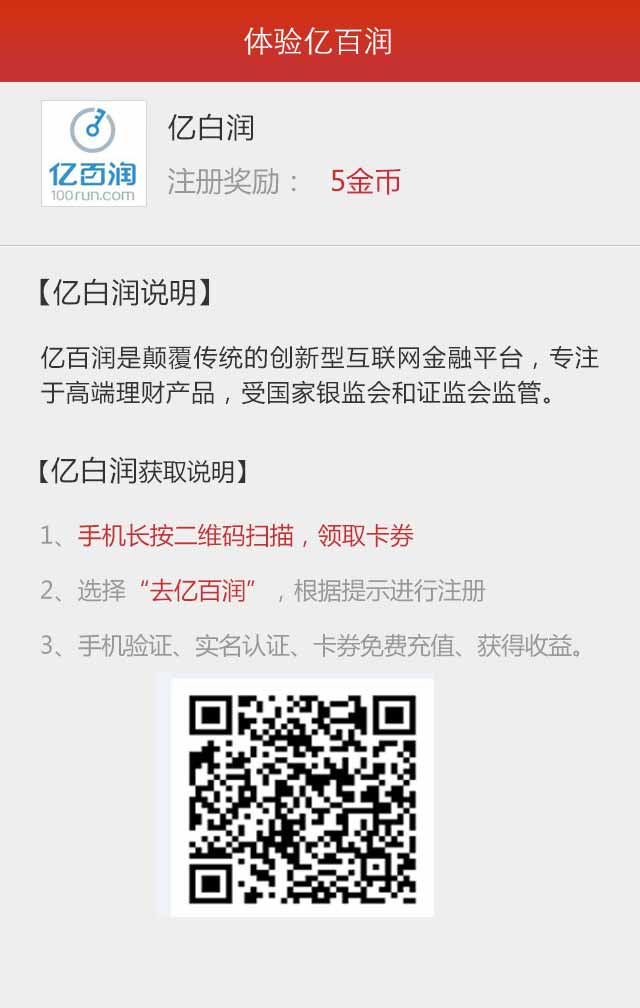 体验亿百润
亿百润
100run.com
亿白润
注册奖励： 5金币
【亿白润说明】
亿百润是颠覆传统的创新型互联网金融平台，专注
于高端理财产品，受国家银监会和证监会监管。
【亿白润获取说明】
1、手机长按二维码扫描，领取卡券
2、选择“去亿百润”，根据提示进行注册
3、手机验证、实名认证、卡券免费充值、获得收益。